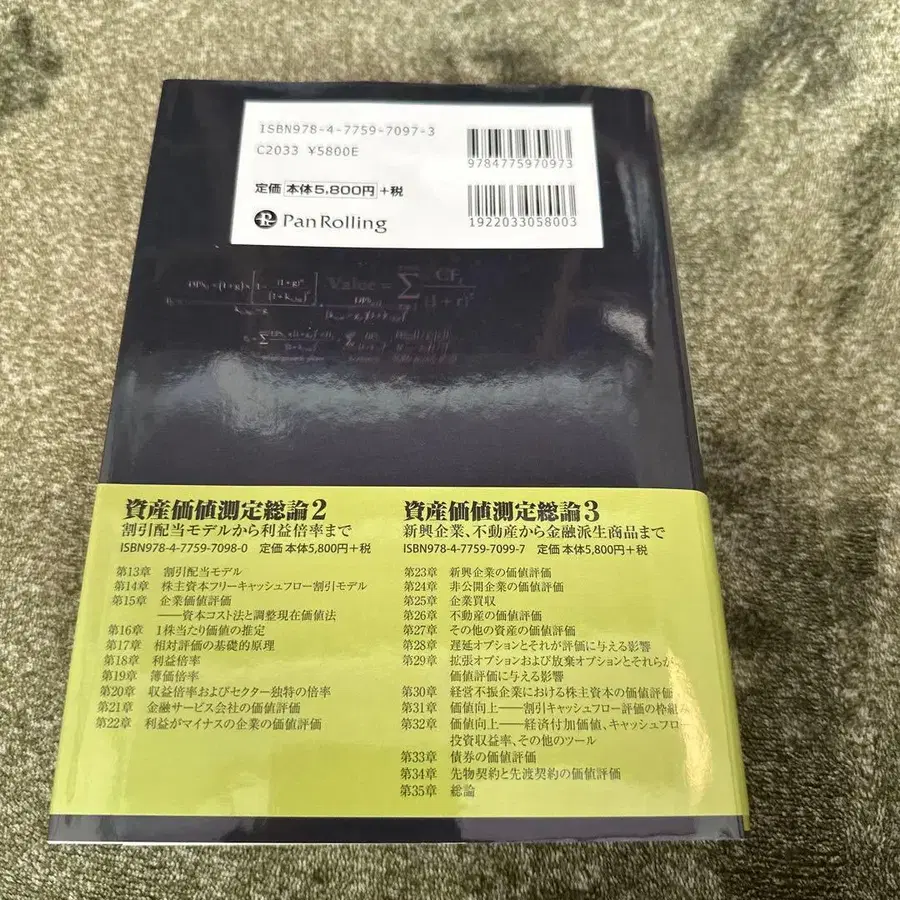 ISBN978-4-7759-7097-3
C2033 ¥5800E
定価 本体5,800円 +税
PanRolling
9784775970973
1922033058003
Value = Σ CF
(1 + r)
資産価値測定総論2
割引配当モデルから利益倍率まで
ISBN978-4-7759-7098-0 定価 本体5,800円+税
第13章 割引配当モデル
第14章 株主資本フリーキャッシュフロー割引モデル
第15章 企業価値評価
――資本コスト法と調整現在価値法
第16章 1株当たり価値の推定
第17章 相対評価の基礎的原理
第18章 利益倍率
第19章 薄価倍率
第20章 収益倍率およびセクター独特の倍率
第21章 金融サービス会社の価値評価
第22章 利益がマイナスの企業の価値評価
資産価値測定総論3
新興企業、不動産から金融派生商品まで
ISBN978-4-7759-7099-7 定価 本体5,800円+税
第23章 新興企業の価値評価
第24章 非公開企業の価値評価
第25章 企業買収
第26章 不動産の価値評価
第27章 その他の資産の価値評価
第28章 遅延オプションとそれが評価に与える影響
第29章 拡張オプションおよび放棄オプションとそれらが
価値評価に与える影響
第30章 経営不振企業における株主資本の価値評価
第31章 価値向上――割引キャッシュフロー評価の枠組み
第32章 価値向上――経済付加価値、キャッシュフロー
投資収益率、その他のツール
第33章 債券の価値評価
第34章 先物契約と先渡契約の価値評価
第35章 総論